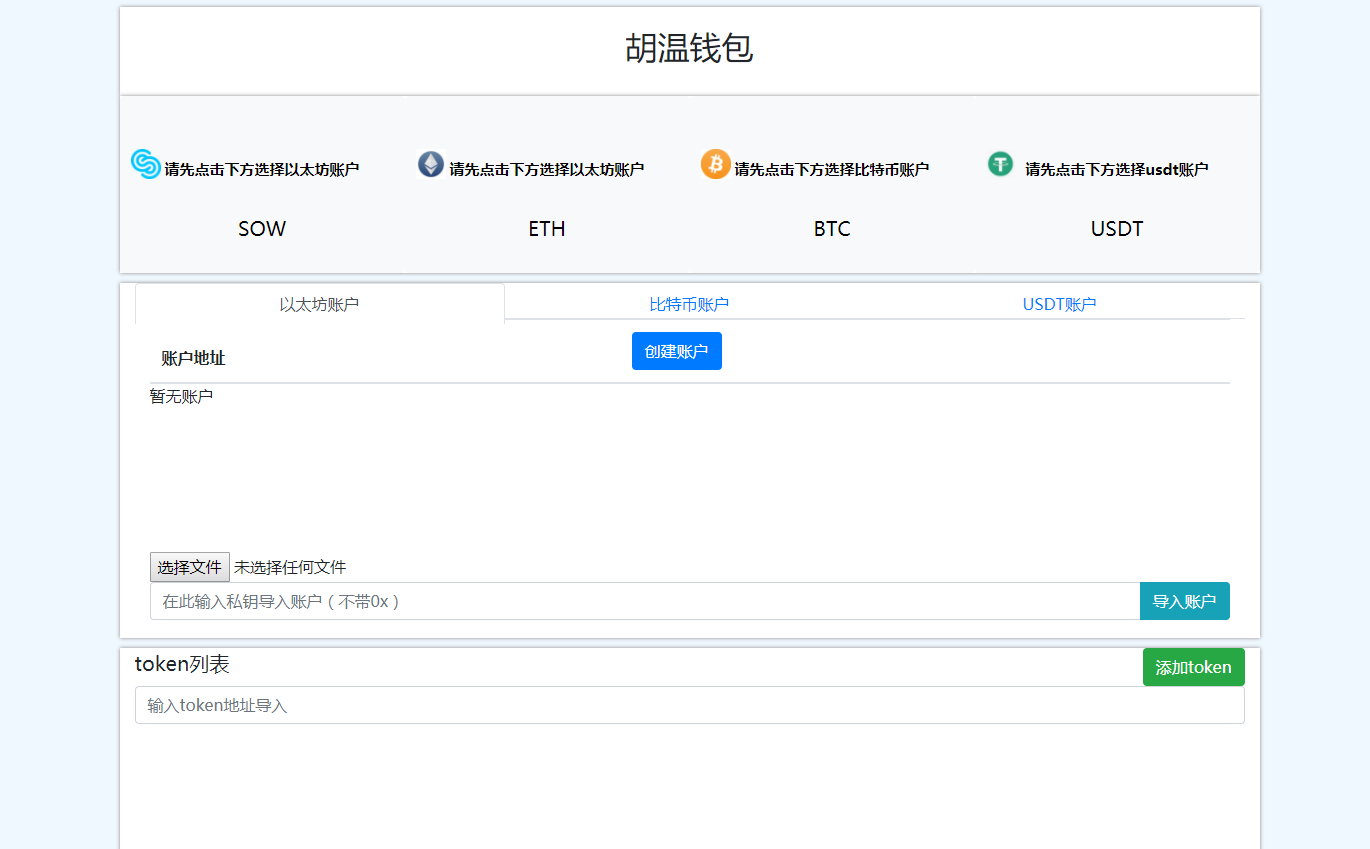 胡温钱包
请先点击下方选择以太坊账户 请先点击下方选择以太坊账户 请先点击下方选择比特币账户 请先点击下方选择usdt账户
SOW ETH BTC USDT
以太坊账户 比特币账户 USDT账户
账户地址 创建账户
暂无账户
选择文件 未选择任何文件
在此输入私钥导入账户（不带0x） 导入账户
token列表 添加token
输入token地址导入